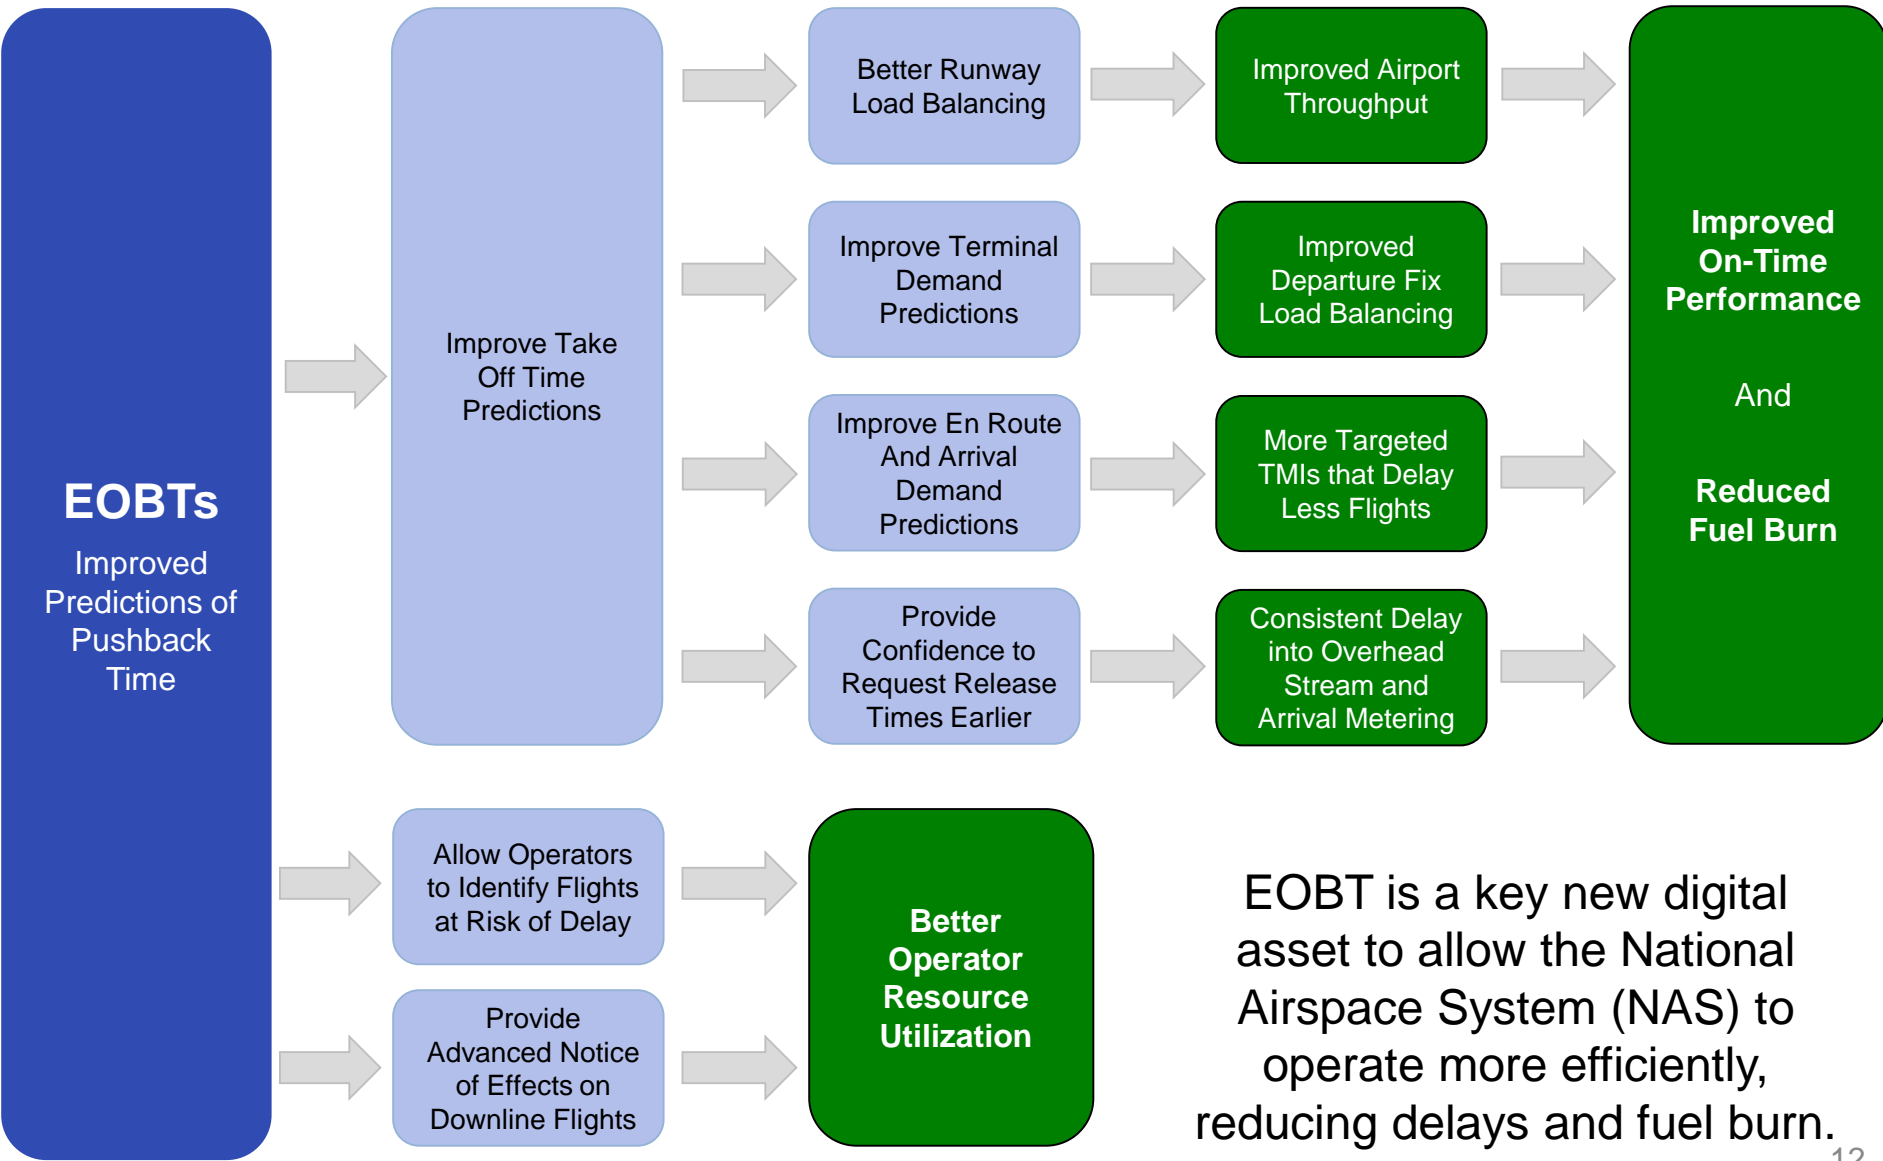 EOBTs
Improved
Predictions of
Pushback
Time
Improve Take
Off Time
Predictions
Better Runway
Load Balancing
Improved Airport
Throughput
Improve Terminal
Demand
Predictions
Improved
Departure Fix
Load Balancing
Improve En Route
And Arrival
Demand
Predictions
More Targeted
TMIs that Delay
Less Flights
Provide
Confidence to
Request Release
Times Earlier
Consistent Delay
into Overhead
Stream and
Arrival Metering
Improved
On-Time
Performance
And
Reduced
Fuel Burn
Allow Operators
to Identify Flights
at Risk of Delay
Provide
Advanced Notice
of Effects on
Downline Flights
Better
Operator
Resource
Utilization
EOBT is a key new digital
asset to allow the National
Airspace System (NAS) to
operate more efficiently,
reducing delays and fuel burn.
12